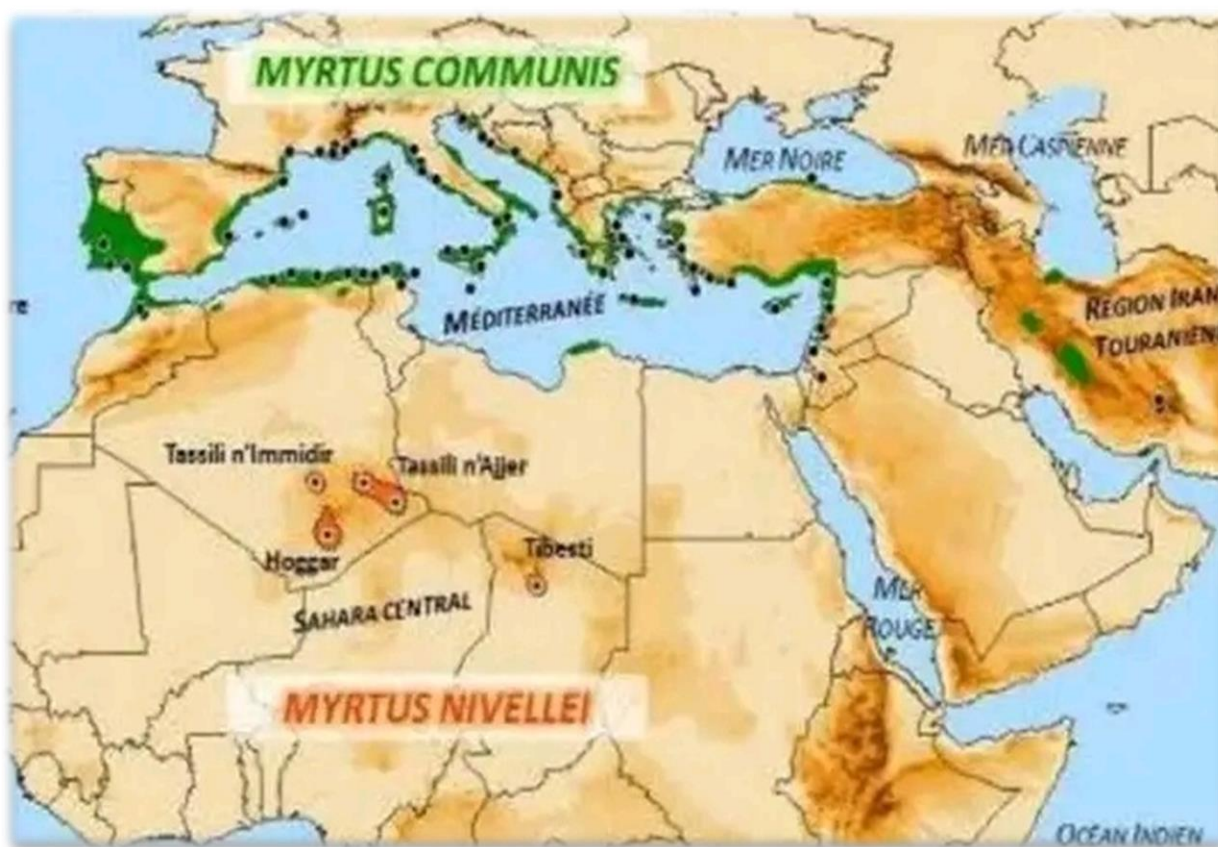 MYRTUS COMMUNIS
MER NOIRE
MER CASPIENNE
MÉDITERRANÉE
RÉGION IRAN
TOURANIEN
Tassili n'Immidir
Tassili n'Ajjer
Hoggar
Tibesti
SAHARA CENTRAL
MER
ROUGE
MYRTUS NIVELLEI
OCÉAN INDIEN